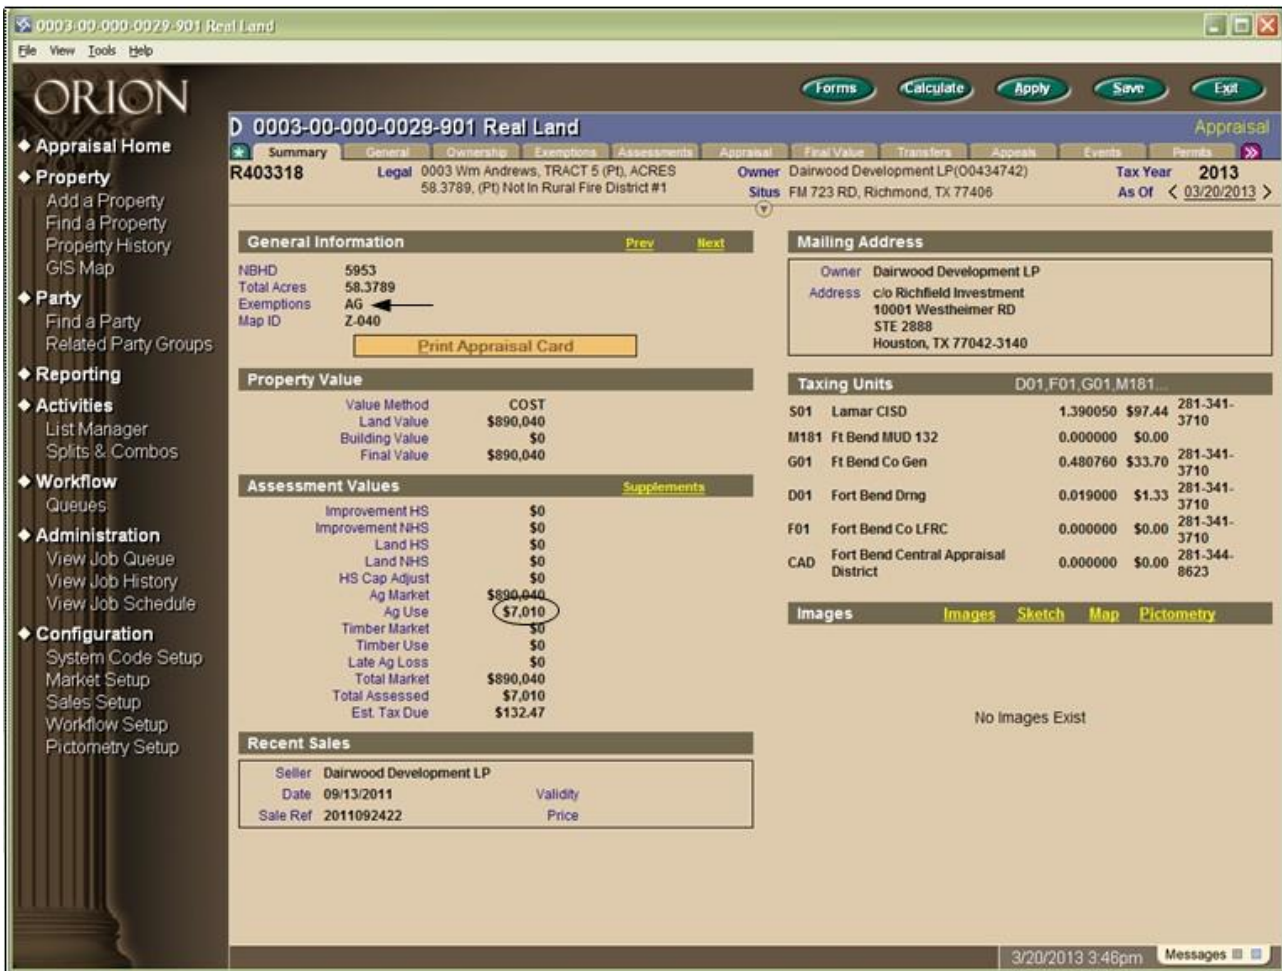 0003-00-000-0029-901 Real Land
File View Tools Help
ORION
Forms Calculate Apply Save Exit
D 0003-00-000-0029-901 Real Land Appraisal
Summary General Ownership Exemptions Assessments Appraisal Final Value Transfers Appeals Events Permits
R403318 Legal 0003 Wm Andrews, TRACT 5 (Pt), ACRES Owner Dairwood Development LP(O0434742) Tax Year 2013
58.3789, (Pt) Not In Rural Fire District #1 Situs FM 723 RD, Richmond, TX 77406 As Of < 03/20/2013 >
Appraisal Home
Property
Add a Property
Find a Property
Property History
GIS Map
Party
Find a Party
Related Party Groups
Reporting
Activities
List Manager
Splits & Combos
Workflow
Queues
Administration
View Job Queue
View Job History
View Job Schedule
Configuration
System Code Setup
Market Setup
Sales Setup
Workflow Setup
Pictometry Setup
General Information Prev Next
NBHD 5953
Total Acres 58.3789
Exemptions AG
Map ID Z-040
Print Appraisal Card
Property Value
Value Method COST
Land Value $890,040
Building Value $0
Final Value $890,040
Assessment Values Supplements
Improvement HS $0
Improvement NHS $0
Land HS $0
Land NHS $0
HS Cap Adjust $0
Ag Market $890,040
Ag Use $7,010
Timber Market $0
Timber Use $0
Late Ag Loss $0
Total Market $890,040
Total Assessed $7,010
Est. Tax Due $132.47
Recent Sales
Seller Dairwood Development LP
Date 09/13/2011 Validity
Sale Ref 2011092422 Price
Mailing Address
Owner Dairwood Development LP
Address c/o Richfield Investment
10001 Westheimer RD
STE 2888
Houston, TX 77042-3140
Taxing Units D01,F01,G01,M181...
S01 Lamar CISD 1.390050 $97.44 281-341-
3710
M181 Ft Bend MUD 132 0.000000 $0.00
G01 Ft Bend Co Gen 0.480760 $33.70 281-341-
3710
D01 Fort Bend Drng 0.019000 $1.33 281-341-
3710
F01 Fort Bend Co LFRC 0.000000 $0.00 281-341-
3710
CAD Fort Bend Central Appraisal 0.000000 $0.00 281-344-
District 8623
Images Images Sketch Map Pictometry
No Images Exist
3/20/2013 3:46pm Messages